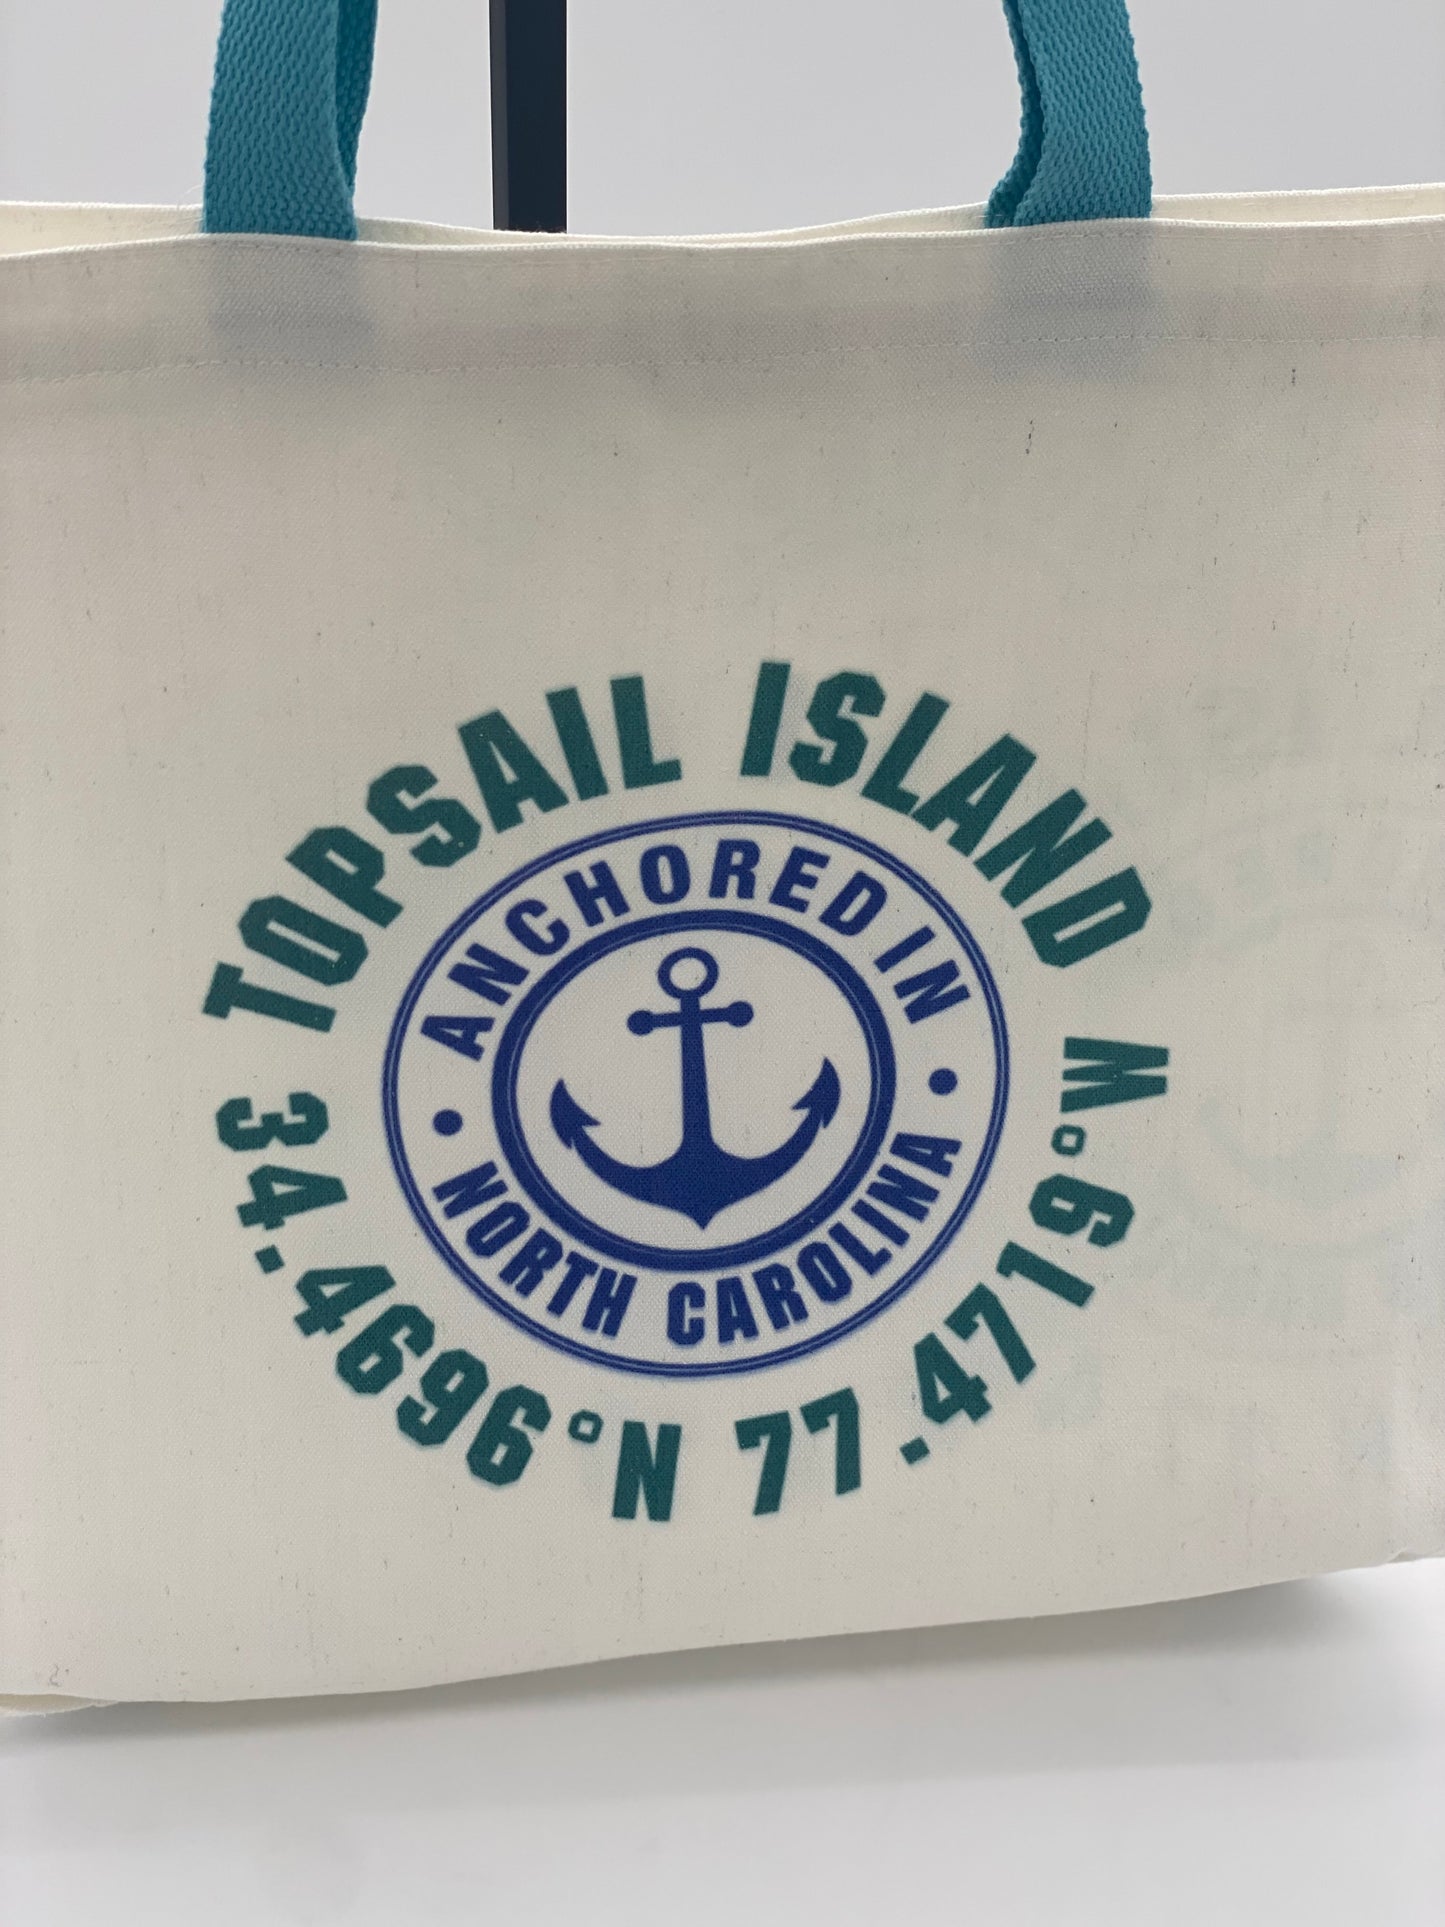 TOPSAIL ISLAND
ANCHORED IN
NORTH CAROLINA
34.4696°N 77.4719°W